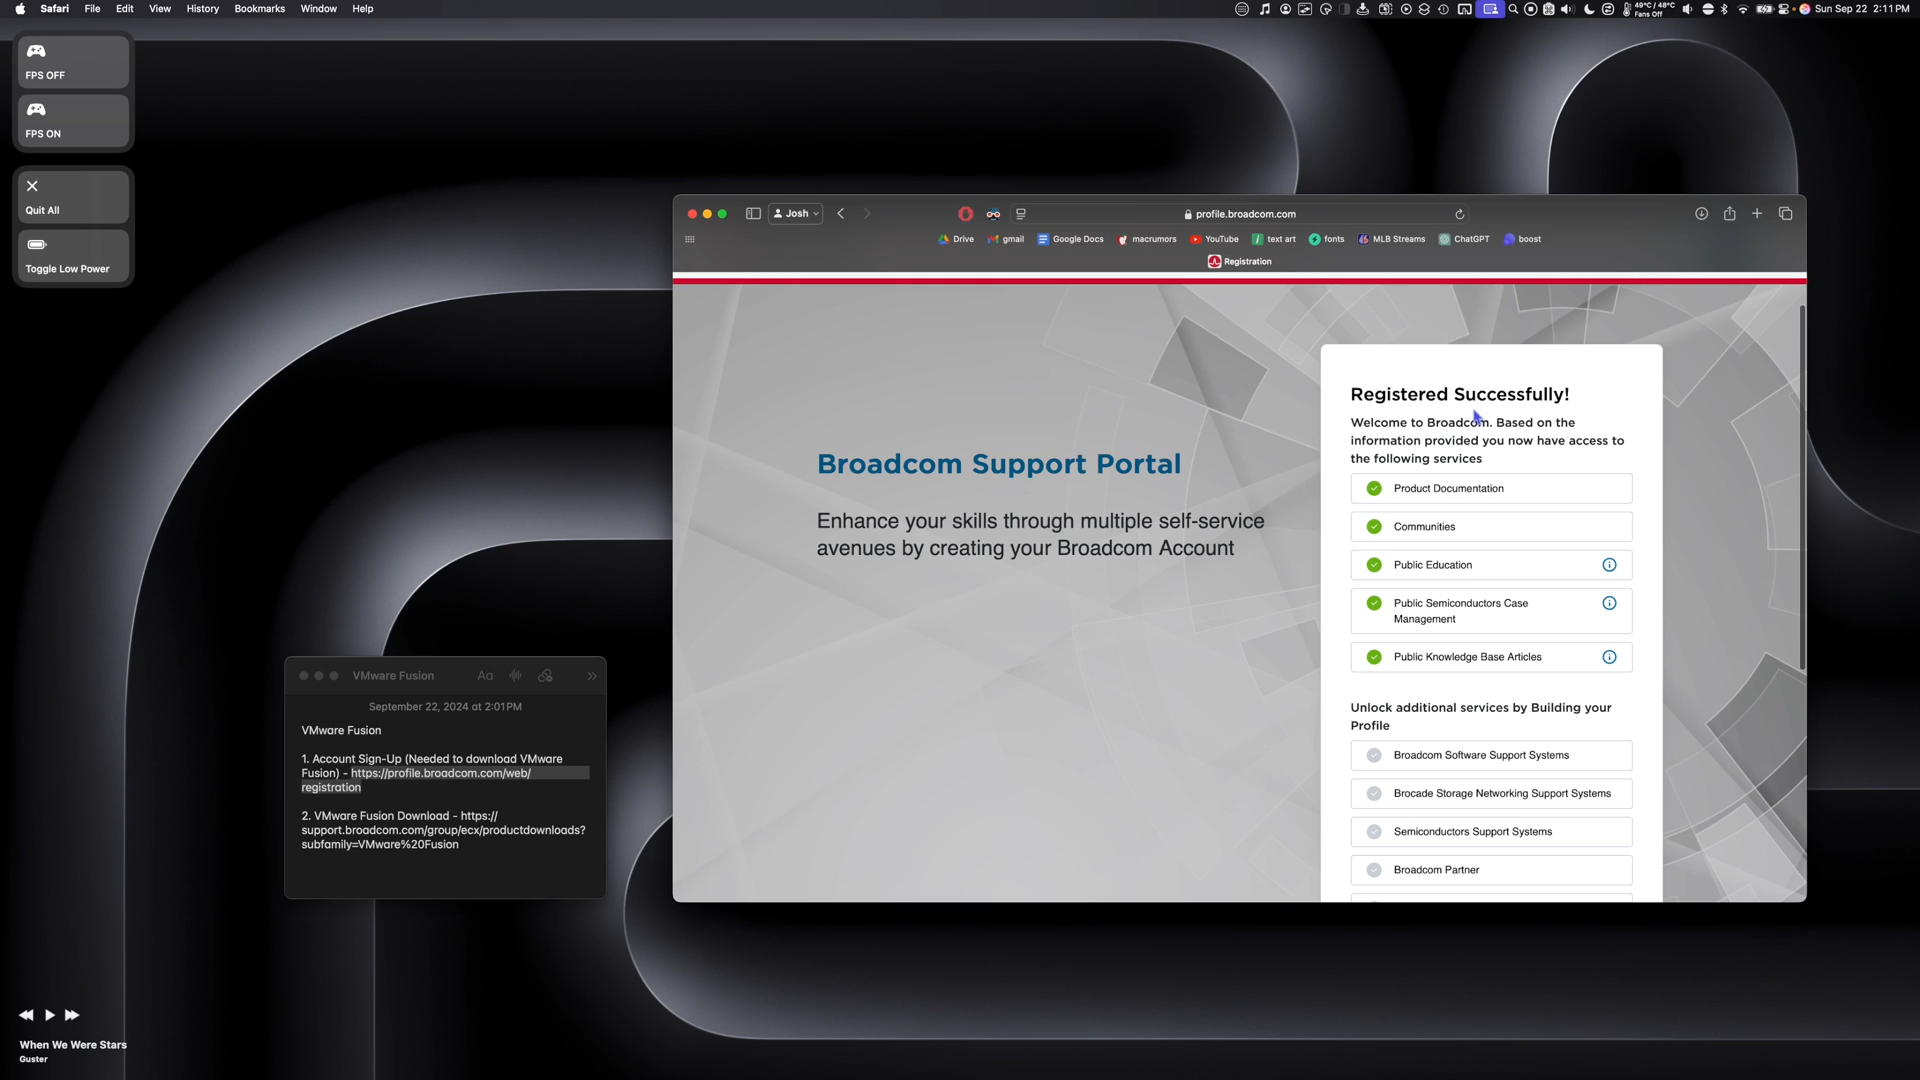 Safari File Edit View History Bookmarks Window Help
49°C / 48°C
Fans Off
Sun Sep 22 2:11 PM
FPS OFF
FPS ON
Quit All
Toggle Low Power
Josh
profile.broadcom.com
Drive gmail Google Docs macrumors YouTube text art fonts MLB Streams ChatGPT boost
Registration
Broadcom Support Portal
Enhance your skills through multiple self-service
avenues by creating your Broadcom Account
Registered Successfully!
Welcome to Broadcom. Based on the
information provided you now have access to
the following services
Product Documentation
Communities
Public Education
Public Semiconductors Case
Management
Public Knowledge Base Articles
Unlock additional services by Building your
Profile
Broadcom Software Support Systems
Brocade Storage Networking Support Systems
Semiconductors Support Systems
Broadcom Partner
VMware Fusion
Aa
September 22, 2024 at 2:01 PM
VMware Fusion
1. Account Sign-Up (Needed to download VMware
Fusion) - https://profile.broadcom.com/web/
registration
2. VMware Fusion Download - https://
support.broadcom.com/group/ecx/productdownloads?
subfamily=VMware%20Fusion
When We Were Stars
Guster